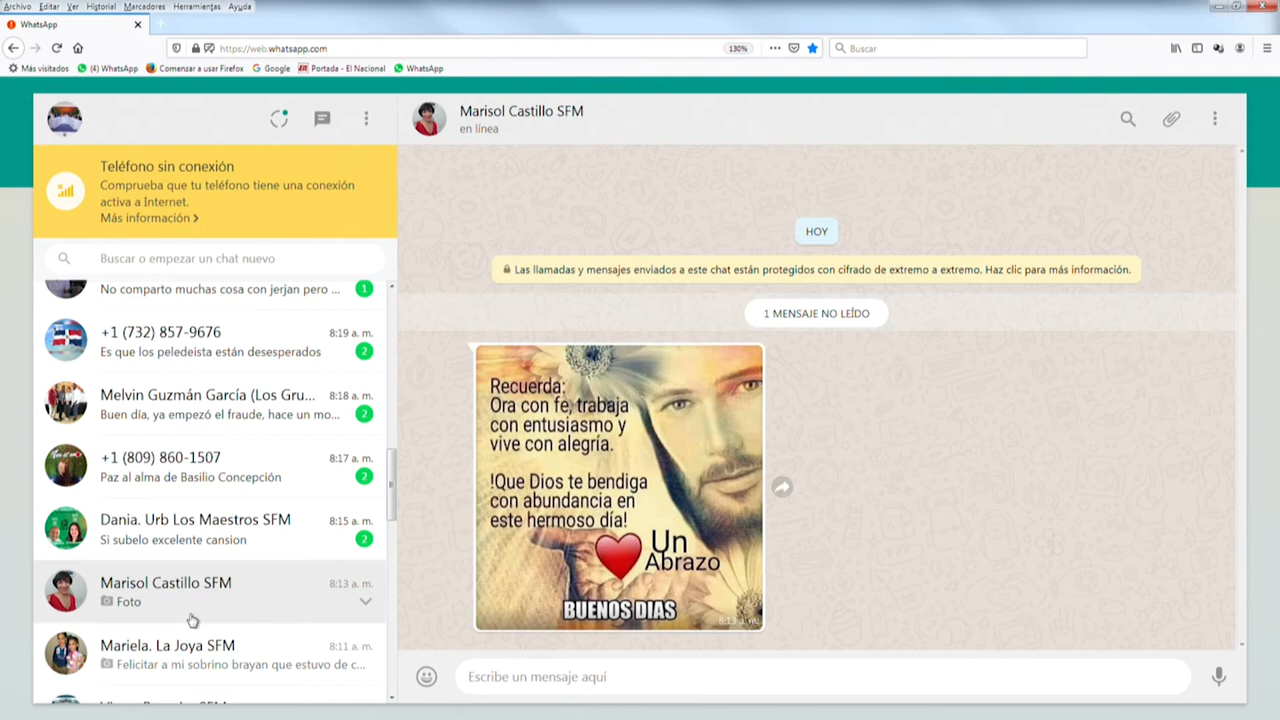 Archivo Editar Ver Historial Marcadores Herramientas Ayuda
WhatsApp
https://web.whatsapp.com
130%
Buscar
Más visitados
(4) WhatsApp
Comenzar a usar Firefox
Google
Portada - El Nacional
WhatsApp
Teléfono sin conexión
Comprueba que tu teléfono tiene una conexión
activa a Internet.
Más información >
Buscar o empezar un chat nuevo
No comparto muchas cosa con jerjan pero ...
1
+1 (732) 857-9676
8:19 a. m.
Es que los peledeista están desesperados
2
Melvin Guzmán García (Los Gru...
8:18 a. m.
Buen día, ya empezó el fraude, hace un mo...
2
+1 (809) 860-1507
8:17 a. m.
Paz al alma de Basilio Concepción
2
Dania. Urb Los Maestros SFM
8:15 a. m.
Si subelo excelente cansion
2
Marisol Castillo SFM
8:13 a. m.
Foto
Mariela. La Joya SFM
8:11 a. m.
Felicitar a mi sobrino brayan que estuvo de c...
Marisol Castillo SFM
en línea
HOY
Las llamadas y mensajes enviados a este chat están protegidos con cifrado de extremo a extremo. Haz clic para más información.
1 MENSAJE NO LEÍDO
Recuerda:
Ora con fe, trabaja
con entusiasmo y
vive con alegría.
!Que Dios te bendiga
con abundancia en
este hermoso día!
Un
Abrazo
BUENOS DIAS
8:13 a. m.
Escribe un mensaje aquí